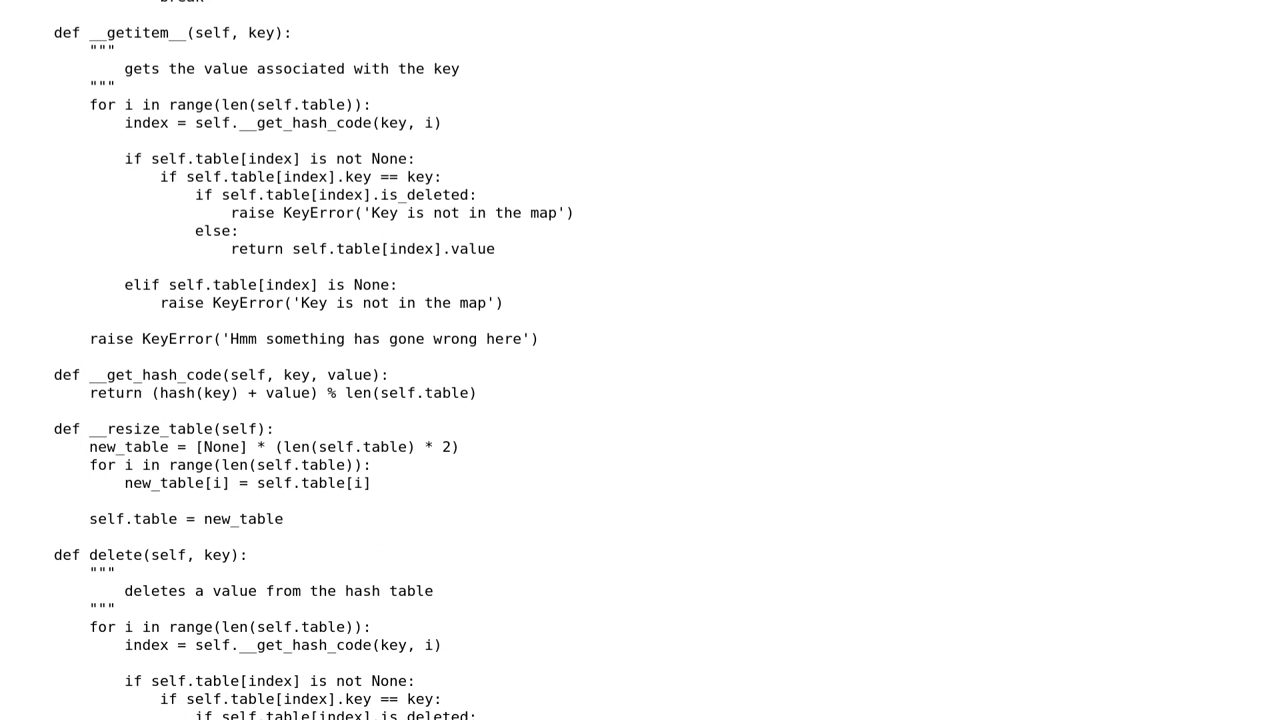 break
def __getitem__(self, key):
"""
gets the value associated with the key
"""
for i in range(len(self.table)):
index = self.__get_hash_code(key, i)
if self.table[index] is not None:
if self.table[index].key == key:
if self.table[index].is_deleted:
raise KeyError('Key is not in the map')
else:
return self.table[index].value
elif self.table[index] is None:
raise KeyError('Key is not in the map')
raise KeyError('Hmm something has gone wrong here')
def __get_hash_code(self, key, value):
return (hash(key) + value) % len(self.table)
def __resize_table(self):
new_table = [None] * (len(self.table) * 2)
for i in range(len(self.table)):
new_table[i] = self.table[i]
self.table = new_table
def delete(self, key):
"""
deletes a value from the hash table
"""
for i in range(len(self.table)):
index = self.__get_hash_code(key, i)
if self.table[index] is not None:
if self.table[index].key == key:
if self.table[index].is_deleted: